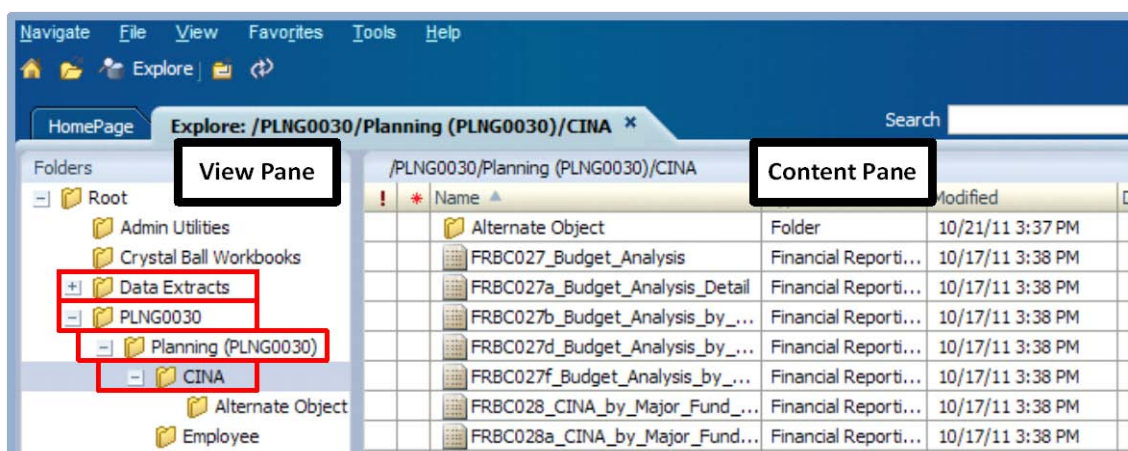 Navigate File View Favorites Tools Help
Explore
HomePage Explore: /PLNG0030/Planning (PLNG0030)/CINA × Search
Folders View Pane /PLNG0030/Planning (PLNG0030)/CINA Content Pane
Root ! * Name Modified
Admin Utilities Alternate Object Folder 10/21/11 3:37 PM
Crystal Ball Workbooks FRBC027_Budget_Analysis Financial Reporti... 10/17/11 3:38 PM
+ Data Extracts FRBC027a_Budget_Analysis_Detail Financial Reporti... 10/17/11 3:38 PM
- PLNG0030 FRBC027b_Budget_Analysis_by_... Financial Reporti... 10/17/11 3:38 PM
- Planning (PLNG0030) FRBC027d_Budget_Analysis_by_... Financial Reporti... 10/17/11 3:38 PM
- CINA FRBC027f_Budget_Analysis_by_... Financial Reporti... 10/17/11 3:38 PM
Alternate Object FRBC028_CINA_by_Major_Fund_... Financial Reporti... 10/17/11 3:38 PM
Employee FRBC028a_CINA_by_Major_Fund... Financial Reporti... 10/17/11 3:38 PM